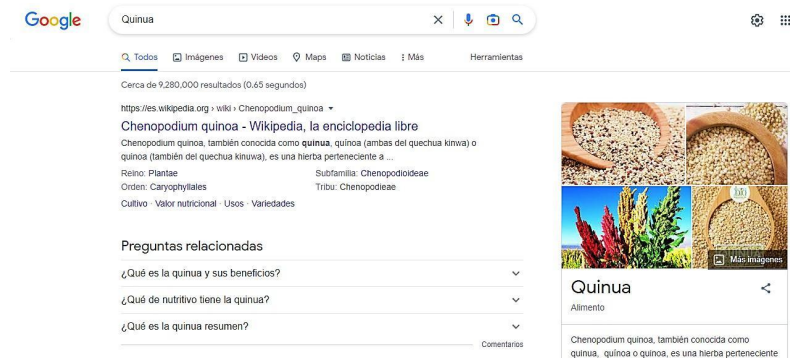 Google
Quinua
Todos Imágenes Videos Maps Noticias Más Herramientas
Cerca de 9,280,000 resultados (0.65 segundos)
https://es.wikipedia.org › wiki › Chenopodium_quinoa
Chenopodium quinoa - Wikipedia, la enciclopedia libre
Chenopodium quinoa, también conocida como quinua, quínoa (ambas del quechua kinwa) o
quinoa (también del quechua kinuwa), es una hierba perteneciente a ...
Reino: Plantae Subfamilia: Chenopodioideae
Orden: Caryophyllales Tribu: Chenopodieae
Cultivo · Valor nutricional · Usos · Variedades
Preguntas relacionadas
¿Qué es la quinua y sus beneficios?
¿Qué de nutritivo tiene la quinua?
¿Qué es la quinua resumen?
Comentarios
Más imágenes
Quinua
Alimento
Chenopodium quinoa, también conocida como
quinua, quínoa o quinoa, es una hierba perteneciente